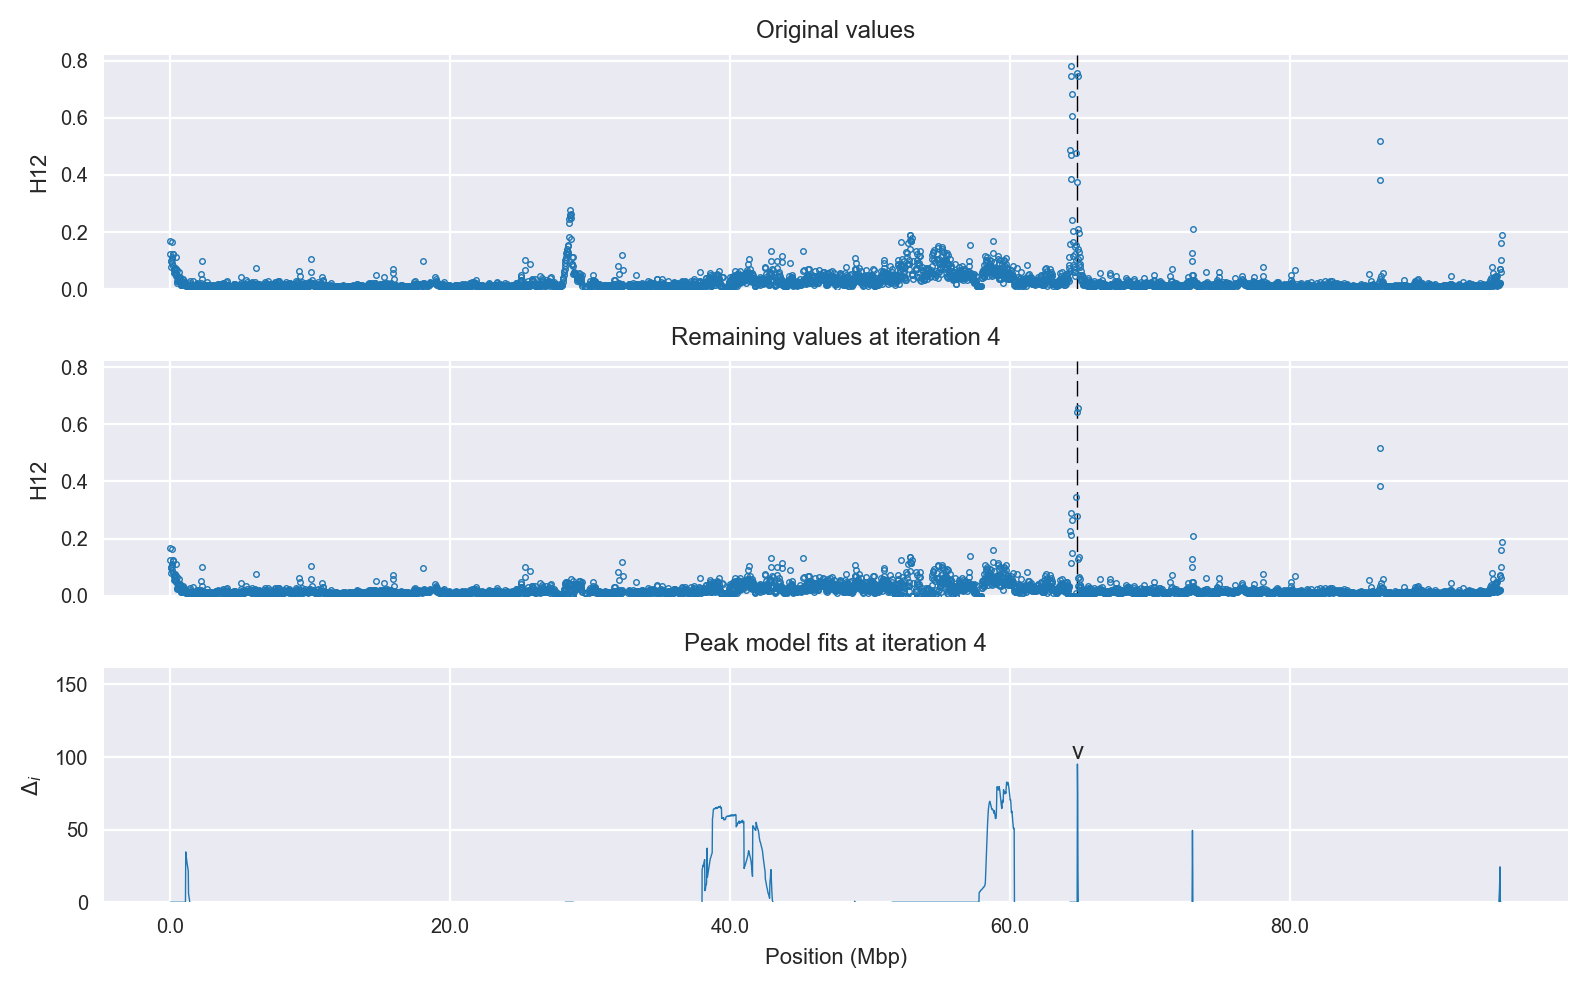 Original values
0.8
0.6
0.4
0.2
0.0
H12
Remaining values at iteration 4
0.8
0.6
0.4
0.2
0.0
H12
Peak model fits at iteration 4
150
100
50
0
Δi
v
0.0 20.0 40.0 60.0 80.0
Position (Mbp)